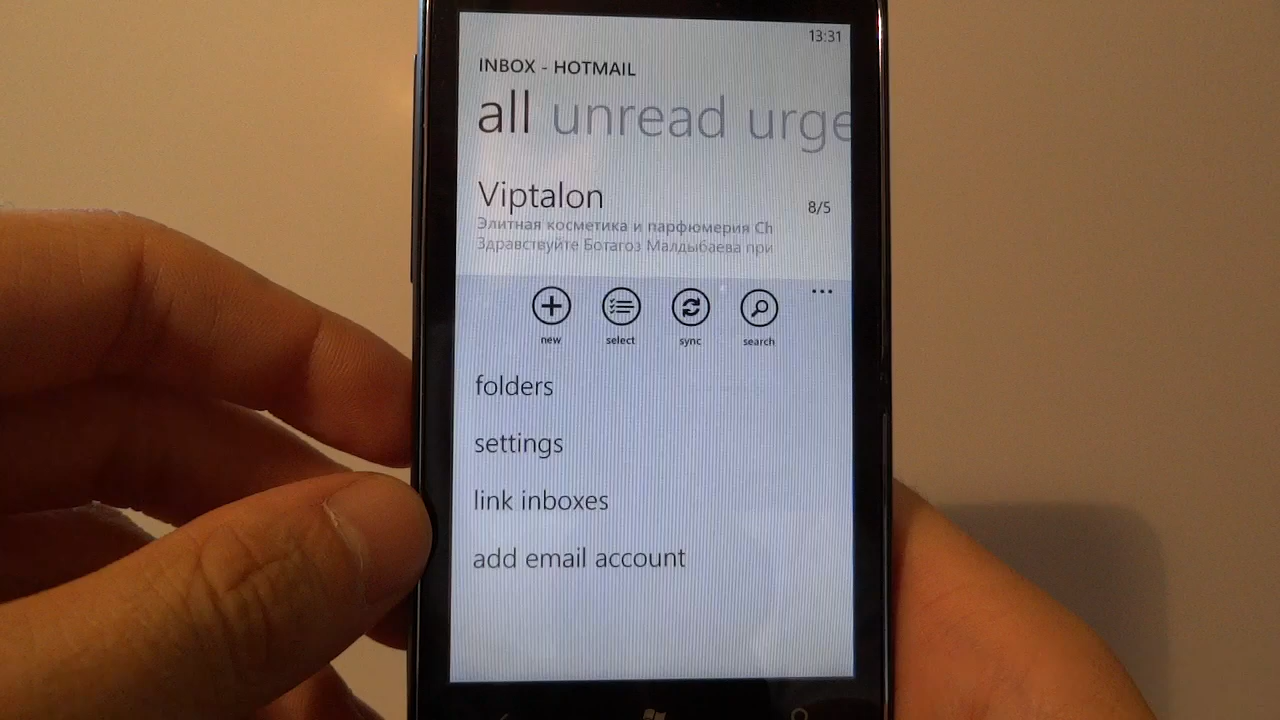 13:31
INBOX - HOTMAIL
all unread urge
Viptalon
8/5
Элитная косметика и парфюмерия Ch
Здравствуйте Ботагоз Малдыбаева при
new select sync search
folders
settings
link inboxes
add email account